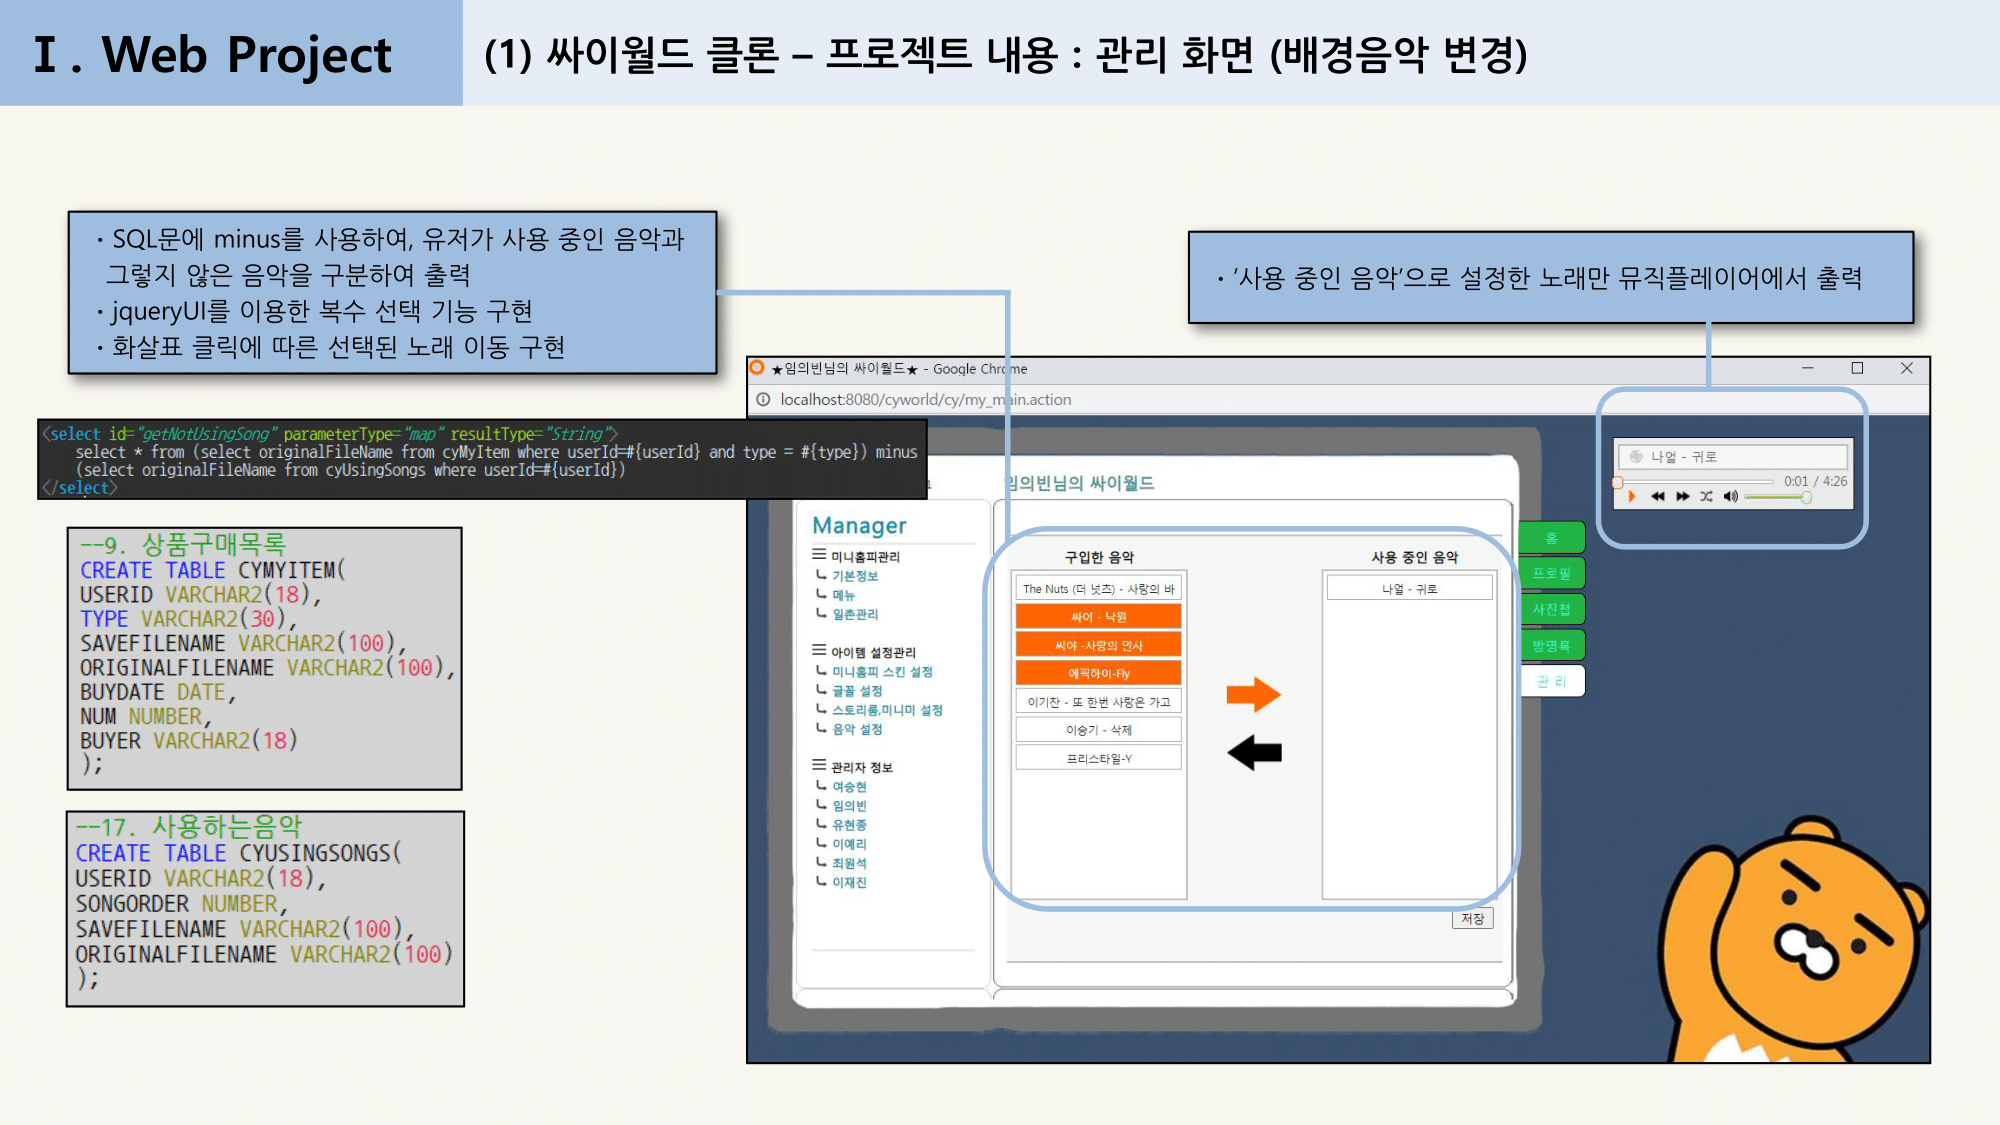 Ⅰ. Web Project
(1) 싸이월드 클론 – 프로젝트 내용 : 관리 화면 (배경음악 변경)
· SQL문에 minus를 사용하여, 유저가 사용 중인 음악과
그렇지 않은 음악을 구분하여 출력
· jqueryUI를 이용한 복수 선택 기능 구현
· 화살표 클릭에 따른 선택된 노래 이동 구현
· '사용 중인 음악'으로 설정한 노래만 뮤직플레이어에서 출력
<select id="getNotUsingSong" parameterType="map" resultType="String">
select * from (select originalFileName from cyMyItem where userId=#{userId} and type = #{type}) minus
(select originalFileName from cyUsingSongs where userId=#{userId})
</select>
--9. 상품구매목록
CREATE TABLE CYMYITEM(
USERID VARCHAR2(18),
TYPE VARCHAR2(30),
SAVEFILENAME VARCHAR2(100),
ORIGINALFILENAME VARCHAR2(100),
BUYDATE DATE,
NUM NUMBER,
BUYER VARCHAR2(18)
);
--17. 사용하는음악
CREATE TABLE CYUSINGSONGS(
USERID VARCHAR2(18),
SONGORDER NUMBER,
SAVEFILENAME VARCHAR2(100),
ORIGINALFILENAME VARCHAR2(100)
);
★임의빈님의 싸이월드★ - Google Chrome
localhost:8080/cyworld/cy/my_main.action
임의빈님의 싸이월드
Manager
미니홈피관리
기본정보
메뉴
일촌관리
아이템 설정관리
미니홈피 스킨 설정
글꼴 설정
스토리룸,미니미 설정
음악 설정
관리자 정보
여승현
임의빈
유현종
이예리
최원석
이재진
구입한 음악
The Nuts (더 넛츠) - 사랑의 바
싸이 - 낙원
씨야 -사랑의 인사
에픽하이-Fly
이기찬 - 또 한번 사랑은 가고
이승기 - 삭제
프리스타일-Y
사용 중인 음악
나얼 - 귀로
저장
홈
프로필
사진첩
방명록
관 리
나얼 - 귀로
0:01 / 4:26